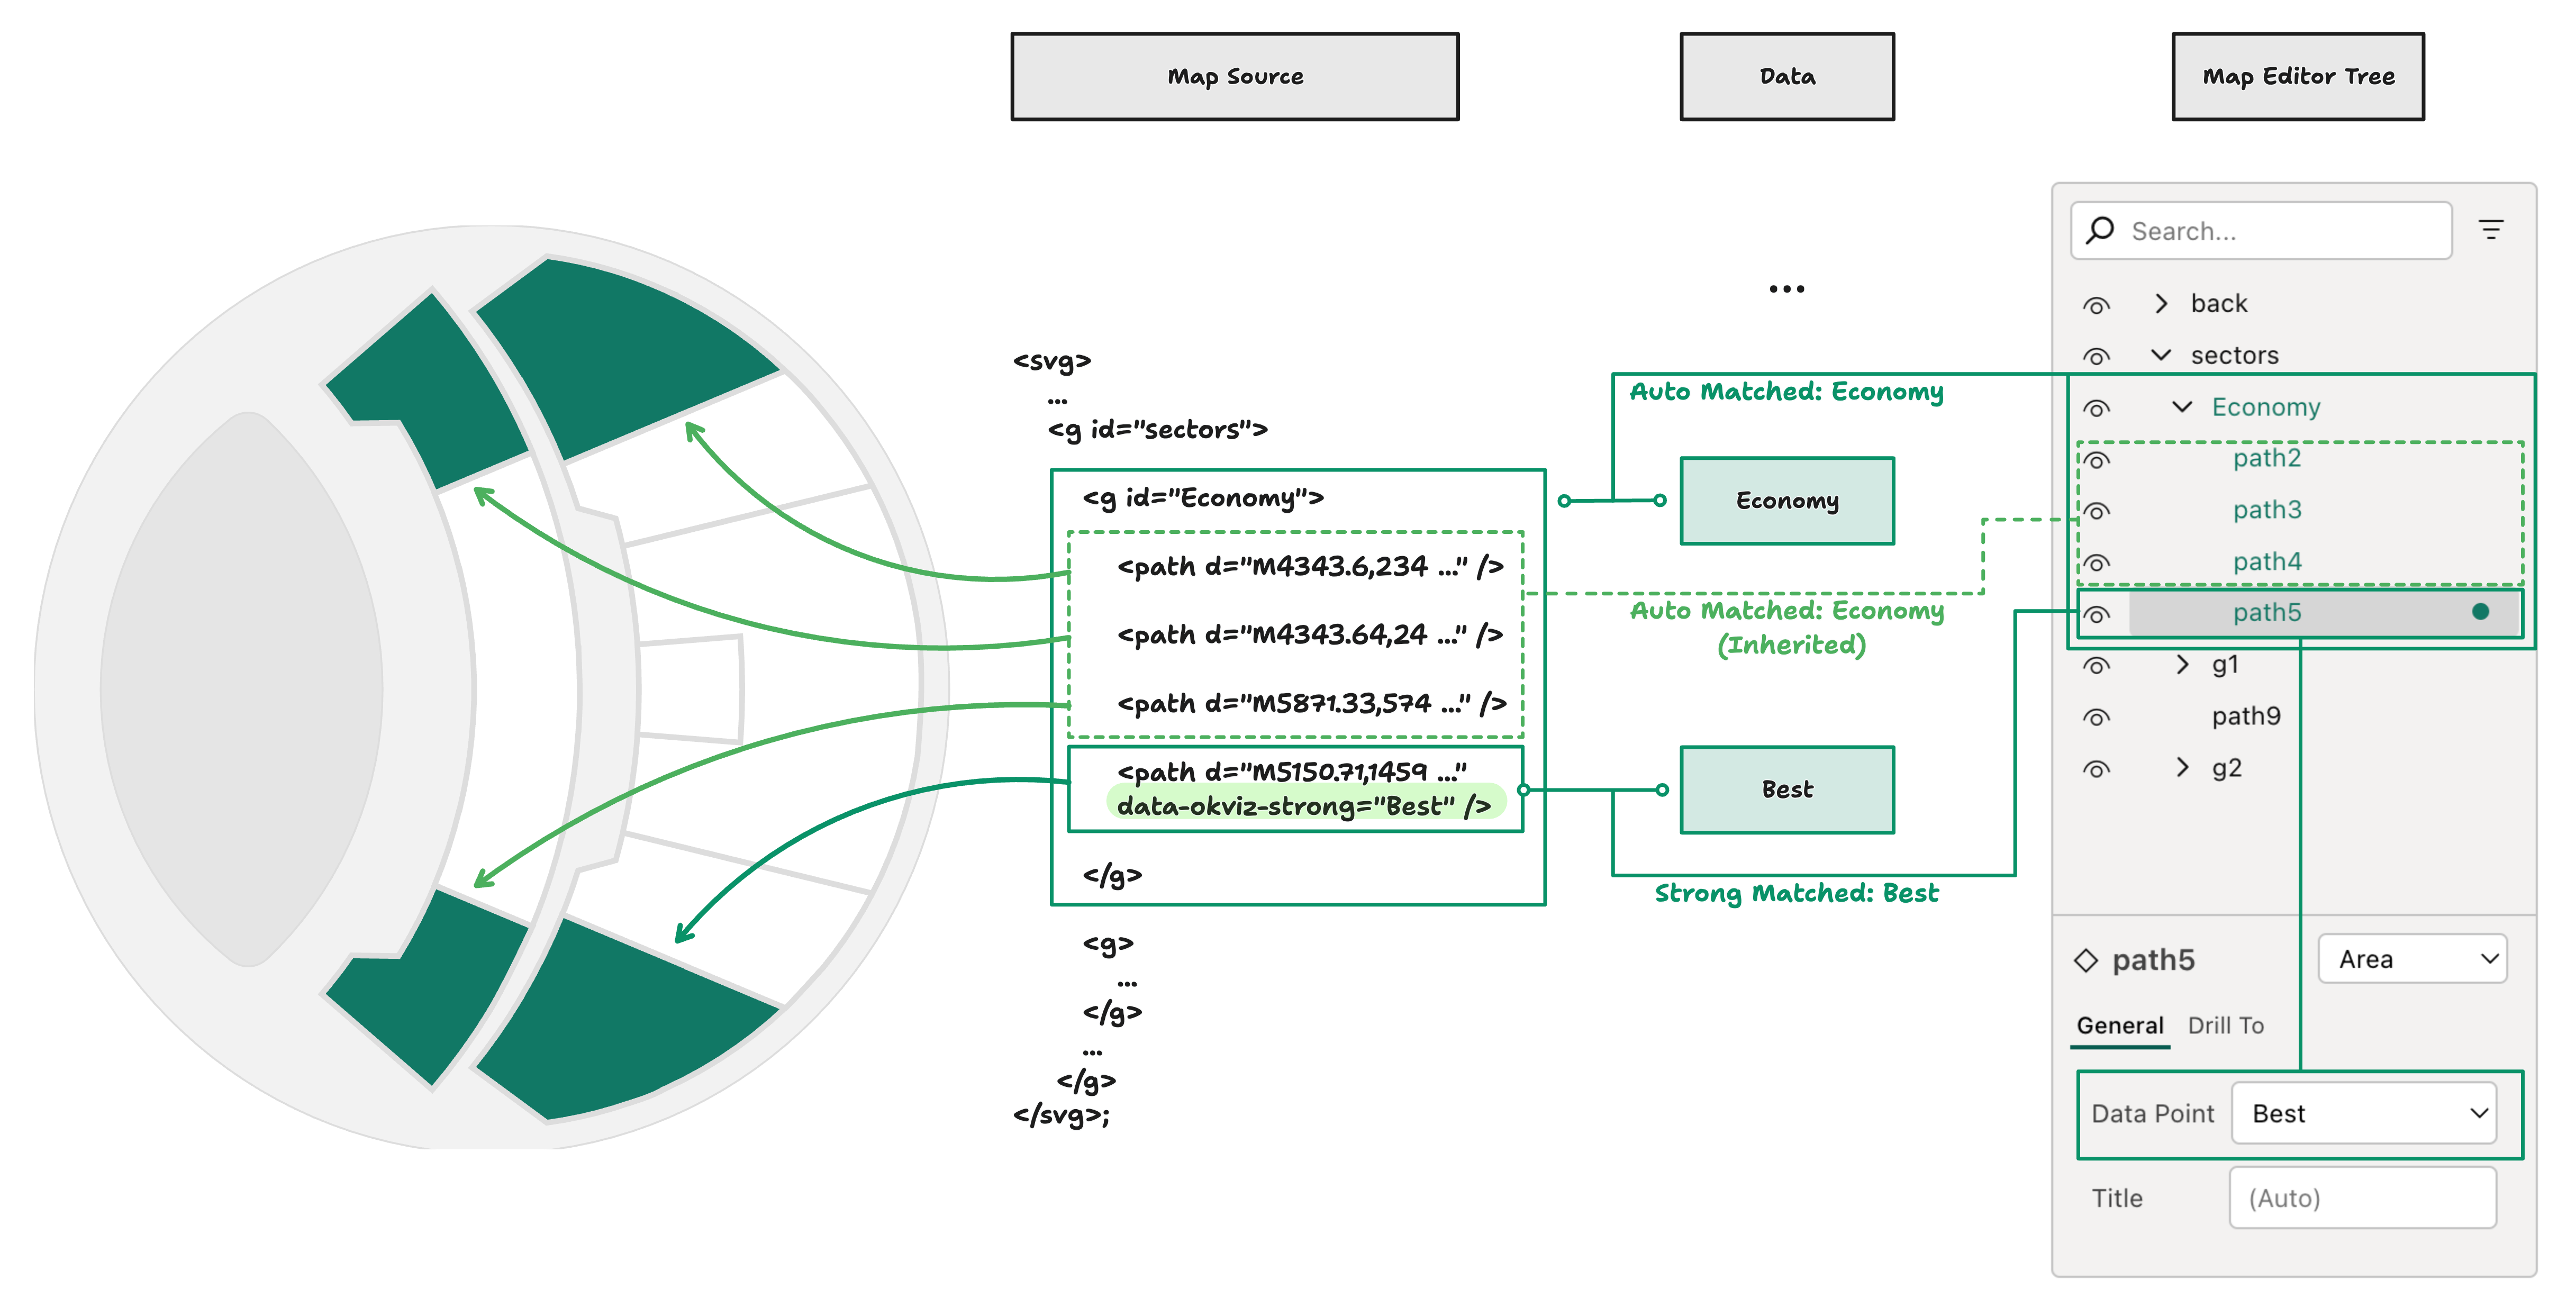 Map Source
Data
Map Editor Tree
<svg>
...
<g id="sectors">
<g id="Economy">
<path d="M4343.6,234 ..." />
<path d="M4343.64,24 ..." />
<path d="M5871.33,574 ..." />
<path d="M5150.71,1459 ..."
data-okviz-strong="Best" />
</g>
<g>
...
</g>
...
</g>
</svg>;
...
Auto Matched: Economy
Economy
Auto Matched: Economy
(Inherited)
Best
Strong Matched: Best
Search...
back
sectors
Economy
path2
path3
path4
path5
g1
path9
g2
path5 Area
General Drill To
Data Point Best
Title (Auto)